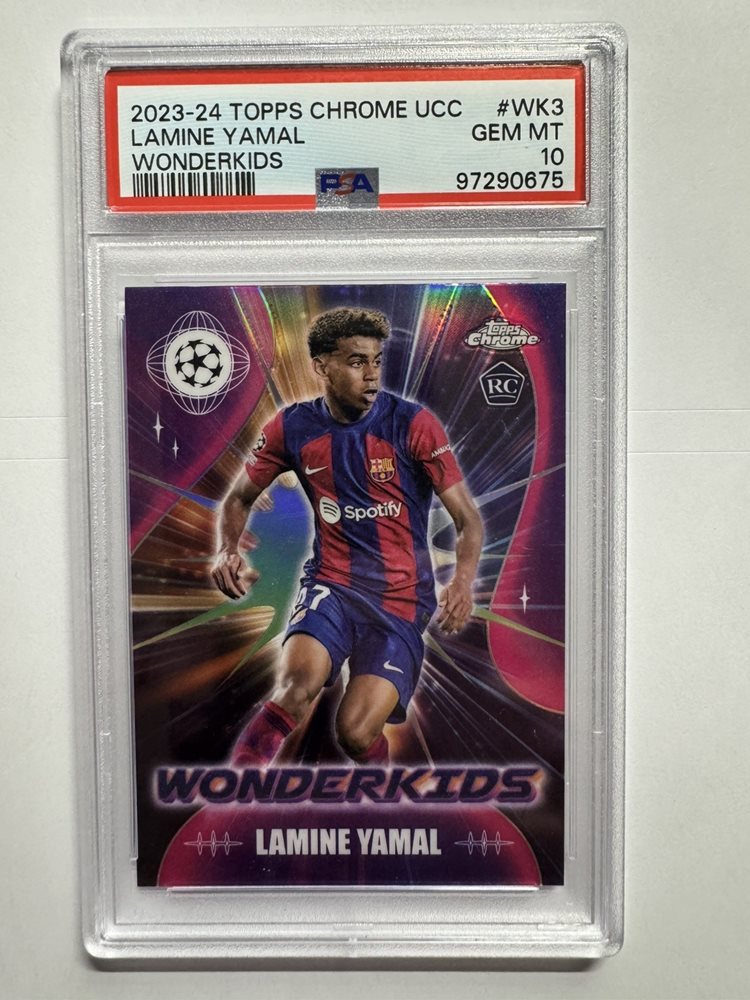 2023-24 TOPPS CHROME UCC #WK3
LAMINE YAMAL GEM MT
WONDERKIDS 10
PSA 97290675
Topps Chrome
RC
Spotify
WONDERKIDS
LAMINE YAMAL